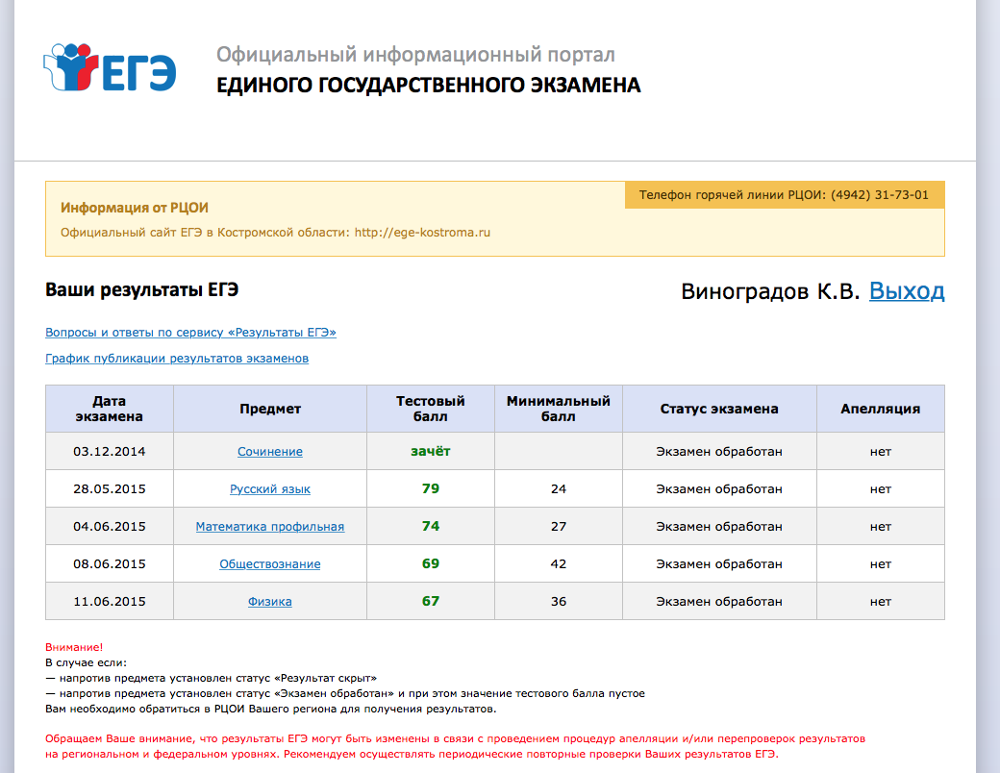 ЕГЭ
Официальный информационный портал
ЕДИНОГО ГОСУДАРСТВЕННОГО ЭКЗАМЕНА
Телефон горячей линии РЦОИ: (4942) 31-73-01
Информация от РЦОИ
Официальный сайт ЕГЭ в Костромской области: http://ege-kostroma.ru
Ваши результаты ЕГЭ
Виноградов К.В. Выход
Вопросы и ответы по сервису «Результаты ЕГЭ»
График публикации результатов экзаменов
Дата экзамена Предмет Тестовый балл Минимальный балл Статус экзамена Апелляция
03.12.2014 Сочинение зачёт Экзамен обработан нет
28.05.2015 Русский язык 79 24 Экзамен обработан нет
04.06.2015 Математика профильная 74 27 Экзамен обработан нет
08.06.2015 Обществознание 69 42 Экзамен обработан нет
11.06.2015 Физика 67 36 Экзамен обработан нет
Внимание!
В случае если:
— напротив предмета установлен статус «Результат скрыт»
— напротив предмета установлен статус «Экзамен обработан» и при этом значение тестового балла пустое
Вам необходимо обратиться в РЦОИ Вашего региона для получения результатов.
Обращаем Ваше внимание, что результаты ЕГЭ могут быть изменены в связи с проведением процедур апелляции и/или перепроверок результатов
на региональном и федеральном уровнях. Рекомендуем осуществлять периодические повторные проверки Ваших результатов ЕГЭ.